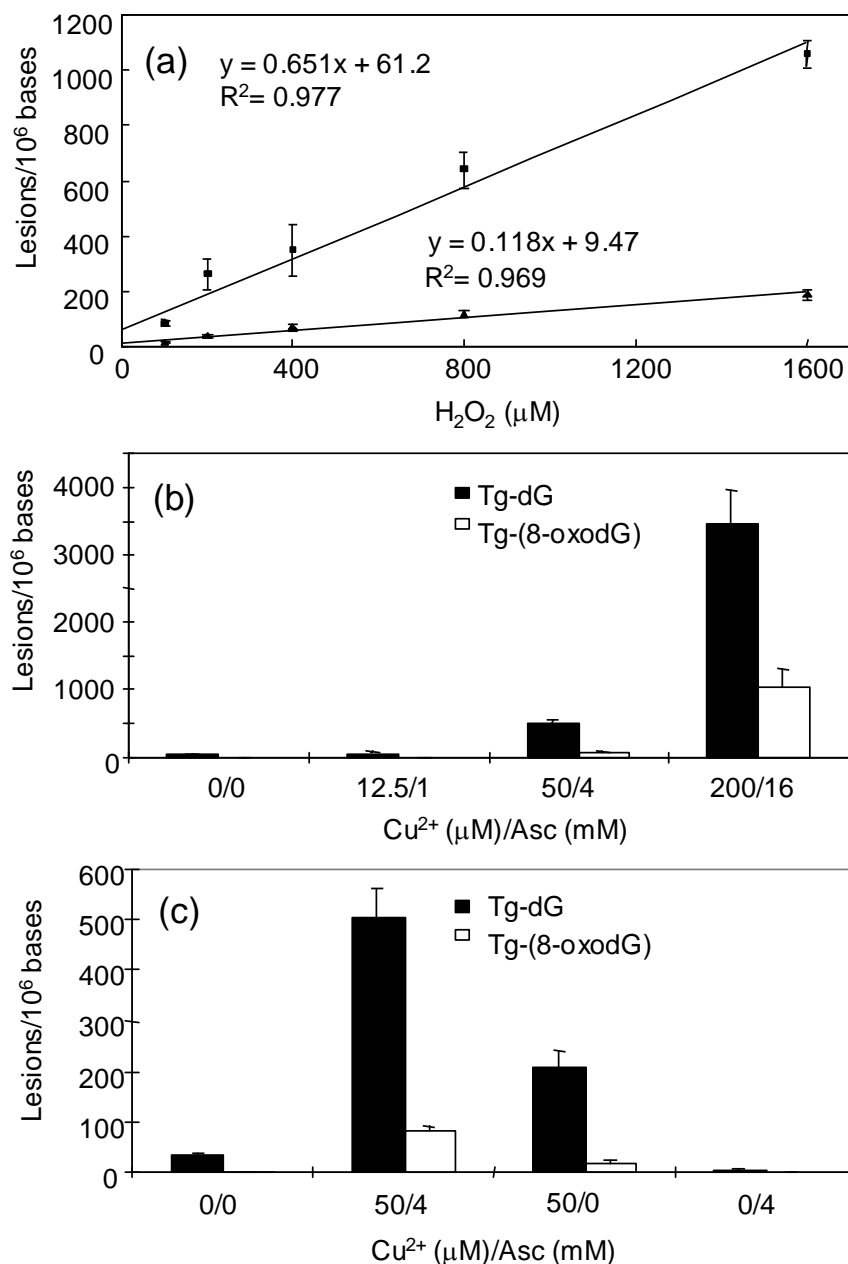 (a)
y = 0.651x + 61.2
R²= 0.977
y = 0.118x + 9.47
R²= 0.969
Lesions/10⁶ bases
1200
1000
800
600
400
200
0
0 400 800 1200 1600
H₂O₂ (μM)
(b)
Tg-dG
Tg-(8-oxodG)
Lesions/10⁶ bases
4000
3000
2000
1000
0
0/0 12.5/1 50/4 200/16
Cu²⁺ (μM)/Asc (mM)
(c)
Tg-dG
Tg-(8-oxodG)
Lesions/10⁶ bases
600
500
400
300
200
100
0
0/0 50/4 50/0 0/4
Cu²⁺ (μM)/Asc (mM)